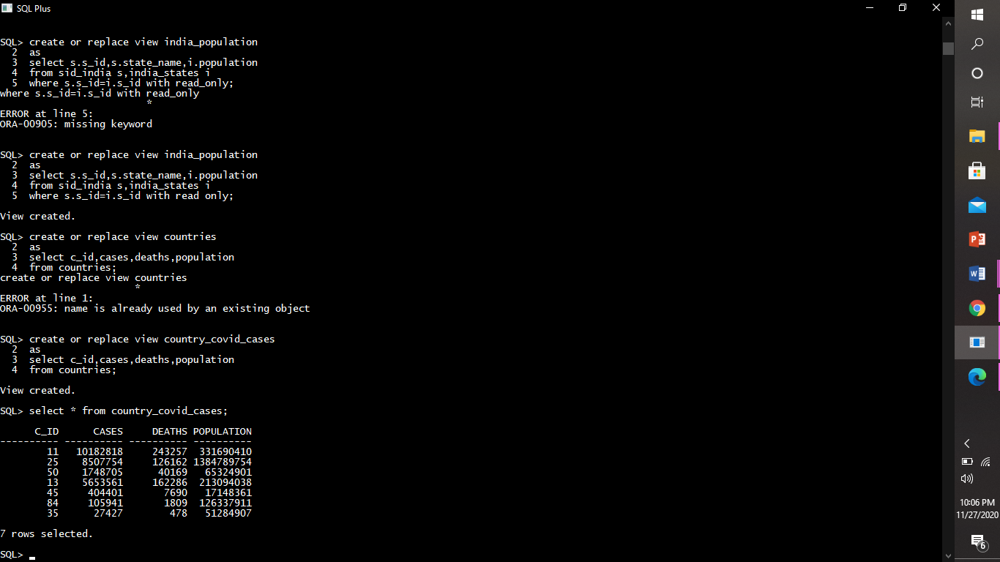 SQL Plus
SQL> create or replace view india_population
  2  as
  3  select s.s_id,s.state_name,i.population
  4  from sid_india s,india_states i
  5  where s.s_id=i.s_id with read_only;
where s.s_id=i.s_id with read_only
                         *
ERROR at line 5:
ORA-00905: missing keyword
SQL> create or replace view india_population
  2  as
  3  select s.s_id,s.state_name,i.population
  4  from sid_india s,india_states i
  5  where s.s_id=i.s_id with read only;
View created.
SQL> create or replace view countries
  2  as
  3  select c_id,cases,deaths,population
  4  from countries;
create or replace view countries
                       *
ERROR at line 1:
ORA-00955: name is already used by an existing object
SQL> create or replace view country_covid_cases
  2  as
  3  select c_id,cases,deaths,population
  4  from countries;
View created.
SQL> select * from country_covid_cases;
      C_ID      CASES     DEATHS POPULATION
---------- ---------- ---------- ----------
        11   10182818     243257  331690410
        25    8507754     126162 1384789754
        50    1748705      40169   65324901
        13    5653561     162286  213094038
        45     404401       7690   17148361
        84     105941       1809  126337911
        35      27427        478   51284907
7 rows selected.
SQL>
P
W
10:06 PM
11/27/2020
6